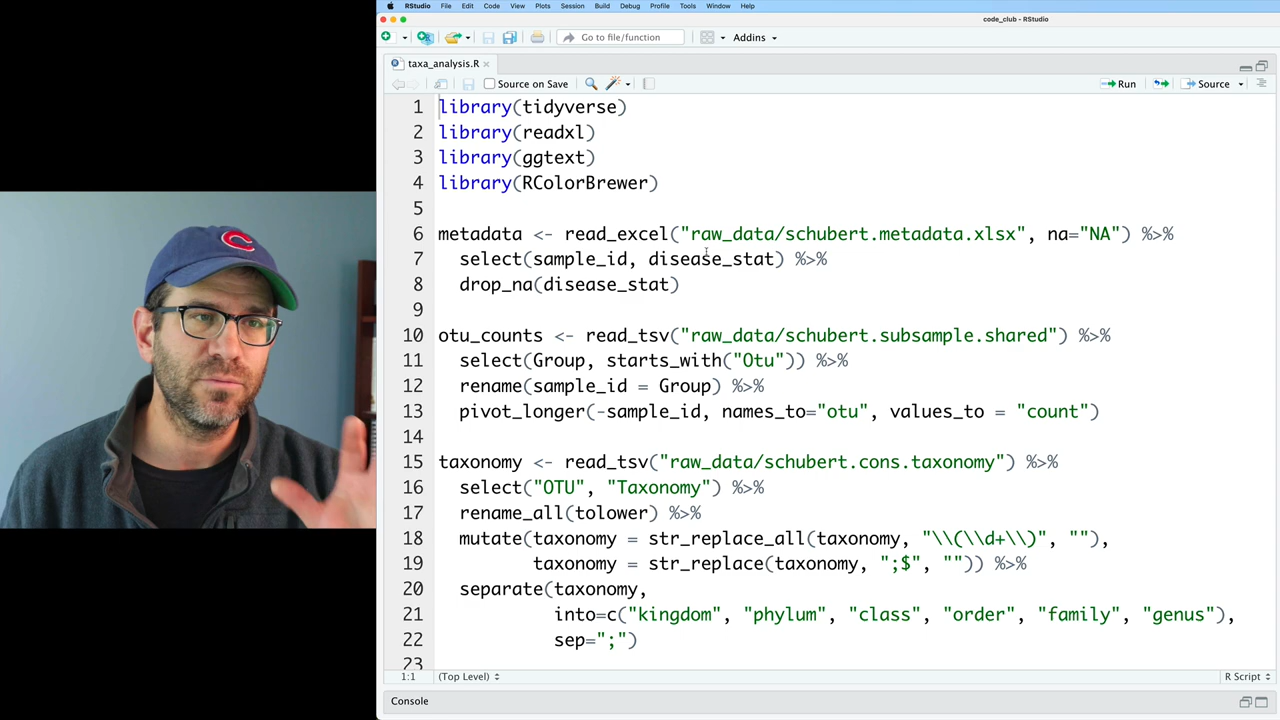 RStudio File Edit Code View Plots Session Build Debug Profile Tools Window Help
code_club - RStudio
Go to file/function
Addins
taxa_analysis.R
Source on Save
Run
Source
1 library(tidyverse)
2 library(readxl)
3 library(ggtext)
4 library(RColorBrewer)
5
6 metadata <- read_excel("raw_data/schubert.metadata.xlsx", na="NA") %>%
7 select(sample_id, disease_stat) %>%
8 drop_na(disease_stat)
9
10 otu_counts <- read_tsv("raw_data/schubert.subsample.shared") %>%
11 select(Group, starts_with("Otu")) %>%
12 rename(sample_id = Group) %>%
13 pivot_longer(-sample_id, names_to="otu", values_to = "count")
14
15 taxonomy <- read_tsv("raw_data/schubert.cons.taxonomy") %>%
16 select("OTU", "Taxonomy") %>%
17 rename_all(tolower) %>%
18 mutate(taxonomy = str_replace_all(taxonomy, "\\(\\d+\\)", ""),
19 taxonomy = str_replace(taxonomy, ";$", "")) %>%
20 separate(taxonomy,
21 into=c("kingdom", "phylum", "class", "order", "family", "genus"),
22 sep=";")
23
1:1 (Top Level) R Script
Console
C